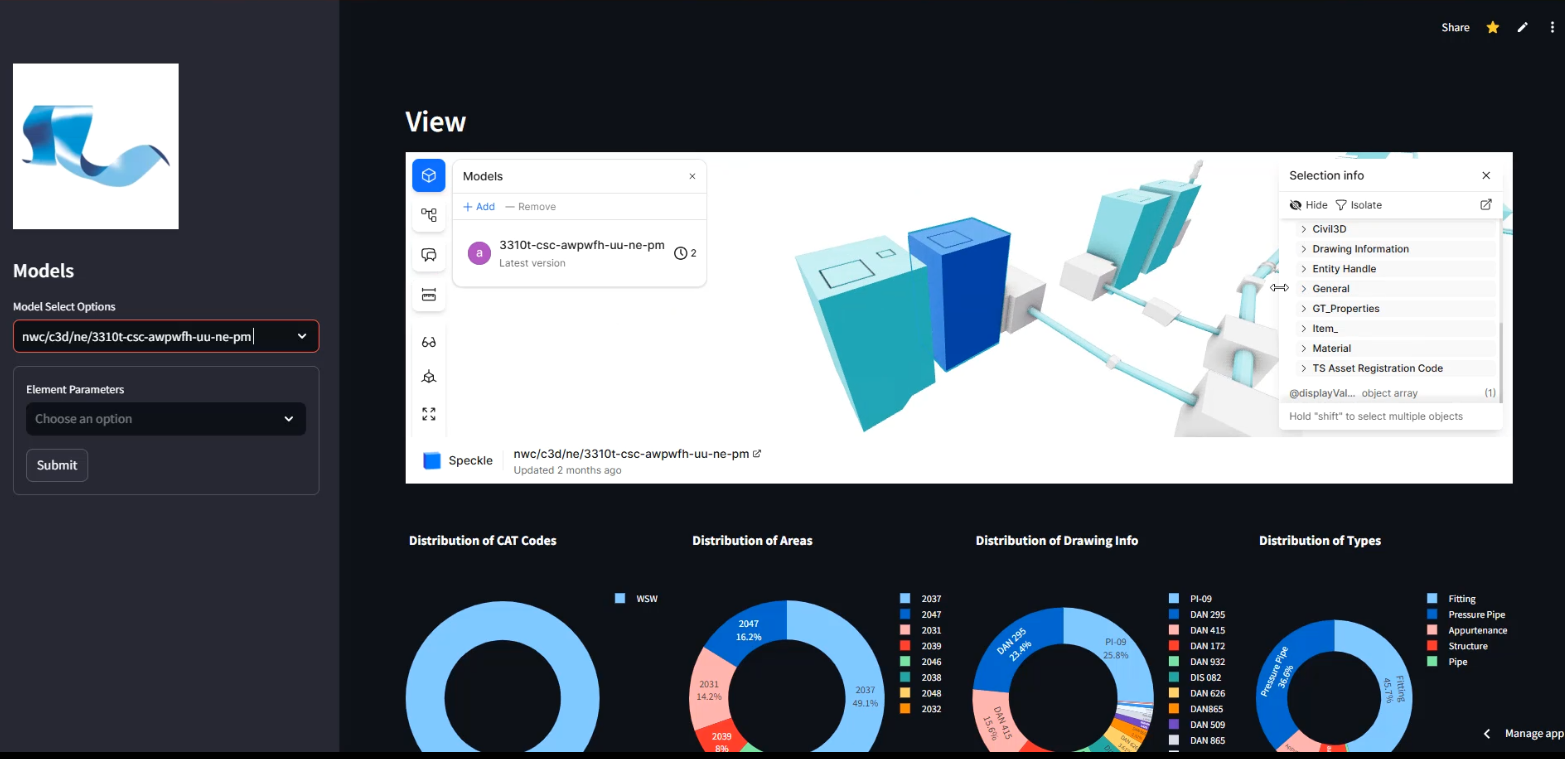 Share
Models
Model Select Options
nwc/c3d/ne/3310t-csc-awpwfh-uu-ne-pm
Element Parameters
Choose an option
Submit
View
Models
Add
Remove
a
3310t-csc-awpwfh-uu-ne-pm
Latest version
2
Selection info
Hide
Isolate
Civil3D
Drawing Information
Entity Handle
General
GT_Properties
Item_
Material
TS Asset Registration Code
@displayVal... object array (1)
Hold "shift" to select multiple objects
Speckle
nwc/c3d/ne/3310t-csc-awpwfh-uu-ne-pm
Updated 2 months ago
Distribution of CAT Codes
WSW
Distribution of Areas
2047
16.2%
2031
14.2%
2039
8%
2037
49.1%
2037
2047
2031
2039
2046
2038
2048
2032
Distribution of Drawing Info
DAN 295
23.4%
PI-09
25.8%
DAN 415
15.6%
PI-09
DAN 295
DAN 415
DAN 172
DAN 932
DIS 082
DAN 626
DAN865
DAN 509
DAN 865
Distribution of Types
Pressure Pipe
36.6%
Fitting
45.7%
Fitting
Pressure Pipe
Appurtenance
Structure
Pipe
Manage app